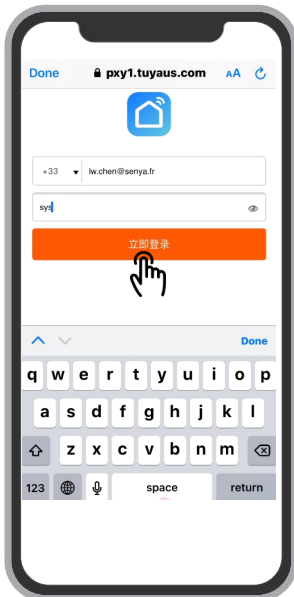 Done pxy1.tuyaus.com AA
+33 lw.chen@senya.fr
sys
立即登录
Done
q w e r t y u i o p
a s d f g h j k l
z x c v b n m
123 space return